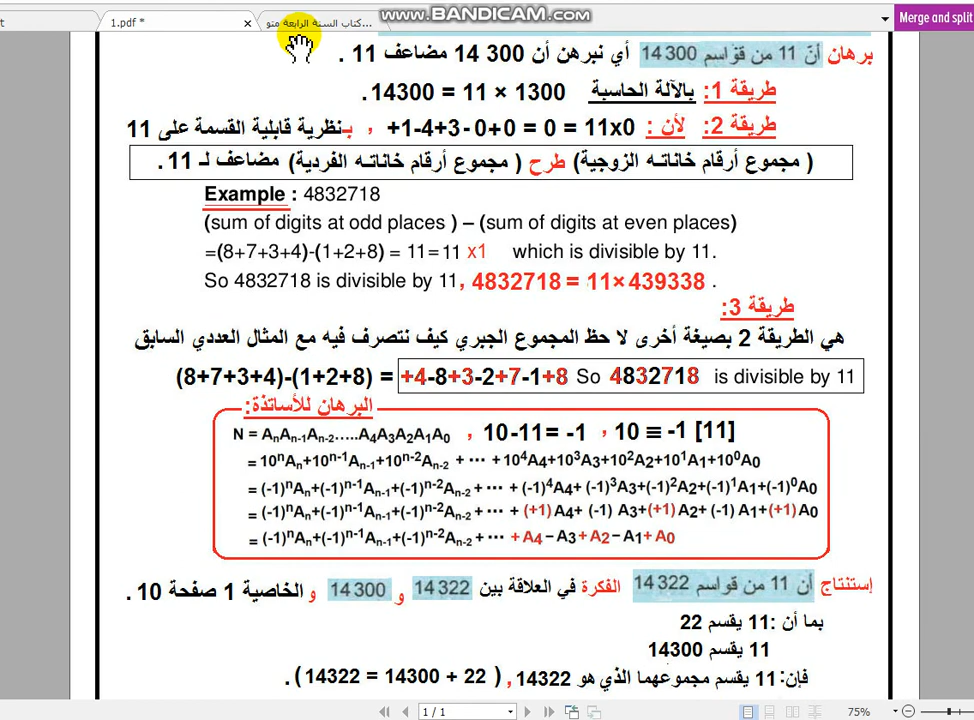 www.BANDICAM.com
1.pdf *
كتاب السنة الرابعة متو...
Merge and split
برهان أنّ 11 من قواسم 14300 أي نبرهن أن 300 14 مضاعف 11 .
طريقة 1: بالآلة الحاسبة 1300 × 11 = 14300.
طريقة 2: لأن : +1-4+3-0+0 = 0 = 11x0 , بـنظرية قابلية القسمة على 11
( مجموع أرقام خاناتـه الزوجية) طرح ( مجموع أرقام خاناتـه الفردية) مضاعف لـ 11 .
Example : 4832718
(sum of digits at odd places ) – (sum of digits at even places)
=(8+7+3+4)-(1+2+8) = 11=11 x1 which is divisible by 11.
So 4832718 is divisible by 11, 4832718 = 11×439338 .
طريقة 3:
هي الطريقة 2 بصيغة أخرى لا حظ المجموع الجبري كيف نتصرف فيه مع المثال العددي السابق
(8+7+3+4)-(1+2+8) = +4-8+3-2+7-1+8 So 4832718 is divisible by 11
البرهان للأساتذة:
N = AnAn-1An-2.....A4A3A2A1A0 , 10-11= -1 , 10 ≡ -1 [11]
= 10ⁿAn+10ⁿ⁻¹An-1+10ⁿ⁻²An-2 + ··· + 10⁴A4+10³A3+10²A2+10¹A1+10⁰A0
= (-1)ⁿAn+(-1)ⁿ⁻¹An-1+(-1)ⁿ⁻²An-2 + ··· + (-1)⁴A4+ (-1)³A3+(-1)²A2+(-1)¹A1+(-1)⁰A0
= (-1)ⁿAn+(-1)ⁿ⁻¹An-1+(-1)ⁿ⁻²An-2 + ··· + (+1)A4+ (-1) A3+(+1)A2+ (-1) A1+(+1) A0
= (-1)ⁿAn+(-1)ⁿ⁻¹An-1+(-1)ⁿ⁻²An-2 + ··· + A4 – A3 + A2 – A1+ A0
إستنتاج أن 11 من قواسم 14322 الفكرة في العلاقة بين 14322 و 14300 و الخاصية 1 صفحة 10 .
بما أن :11 يقسم 22
11 يقسم 14300
فإن: 11 يقسم مجموعهما الذي هو 14322 , ( 14322 = 14300 + 22 ) .
1 / 1
75%